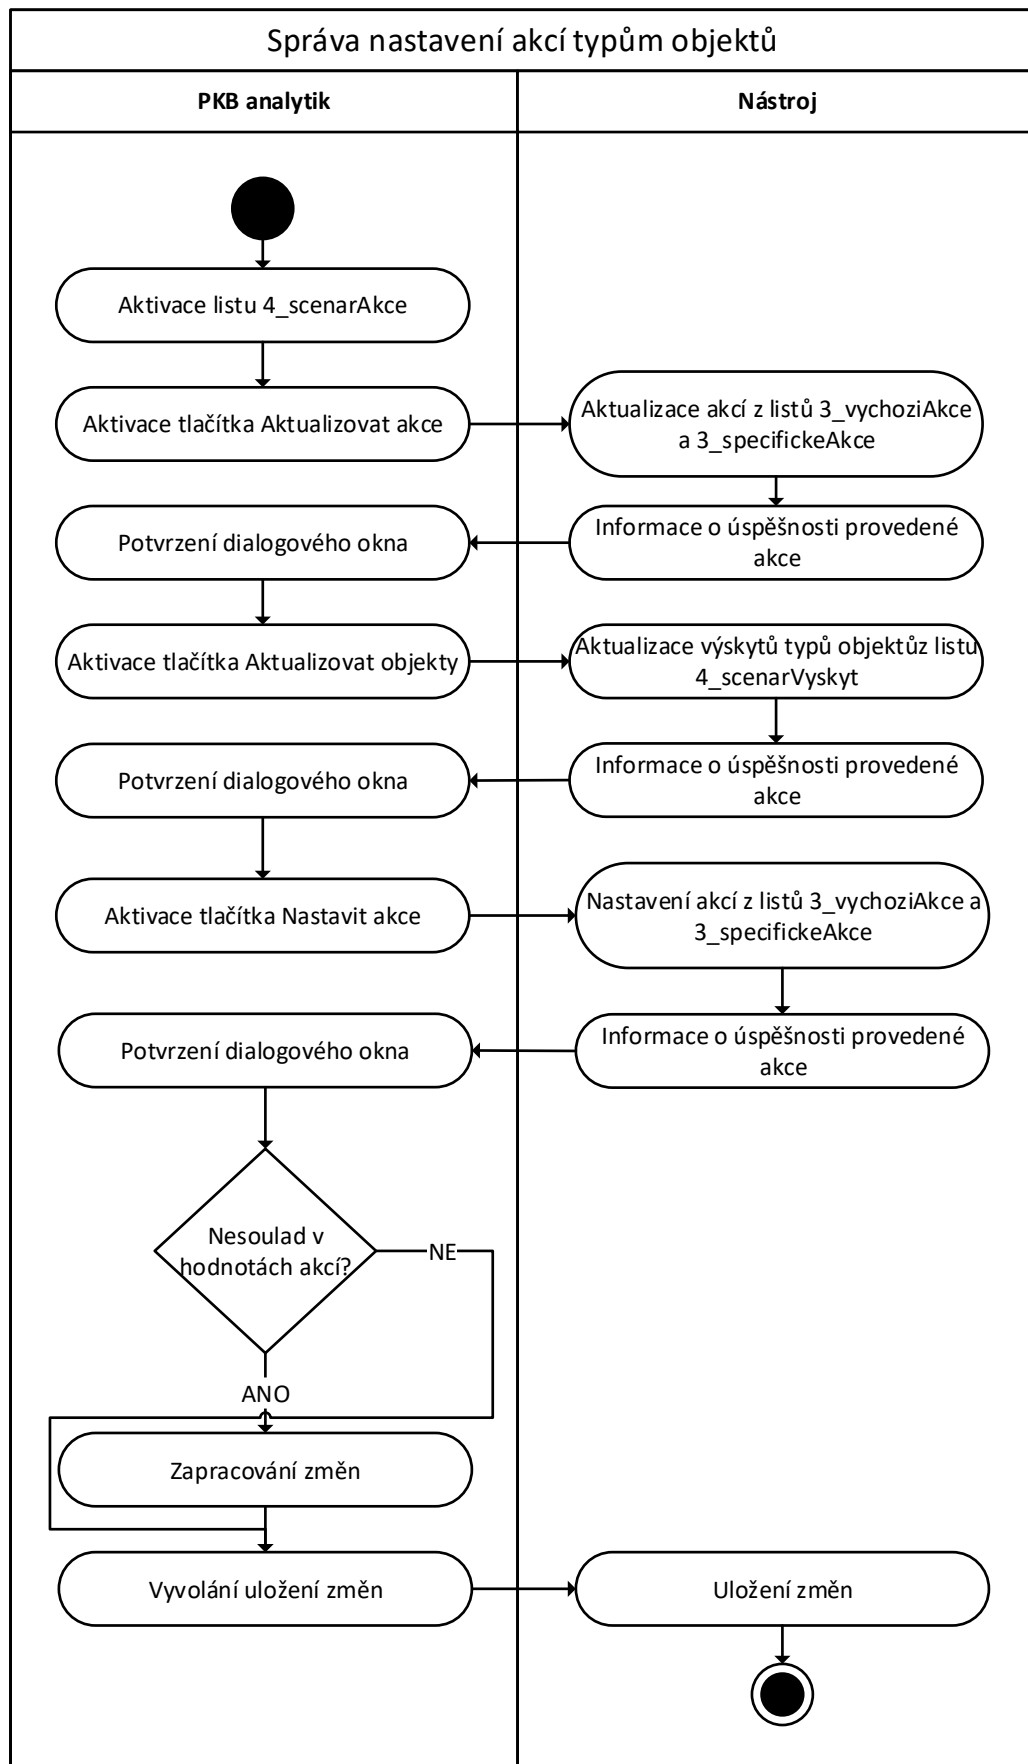 Správa nastavení akcí typům objektů
PKB analytik
Nástroj
Aktivace listu 4_scenarAkce
Aktivace tlačítka Aktualizovat akce
Aktualizace akcí z listů 3_vychoziAkce
a 3_specifickeAkce
Potvrzení dialogového okna
Informace o úspěšnosti provedené
akce
Aktivace tlačítka Aktualizovat objekty
Aktualizace výskytů typů objektůz listu
4_scenarVyskyt
Potvrzení dialogového okna
Informace o úspěšnosti provedené
akce
Aktivace tlačítka Nastavit akce
Nastavení akcí z listů 3_vychoziAkce a
3_specifickeAkce
Potvrzení dialogového okna
Informace o úspěšnosti provedené
akce
Nesoulad v
hodnotách akcí?
NE
ANO
Zapracování změn
Vyvolání uložení změn
Uložení změn